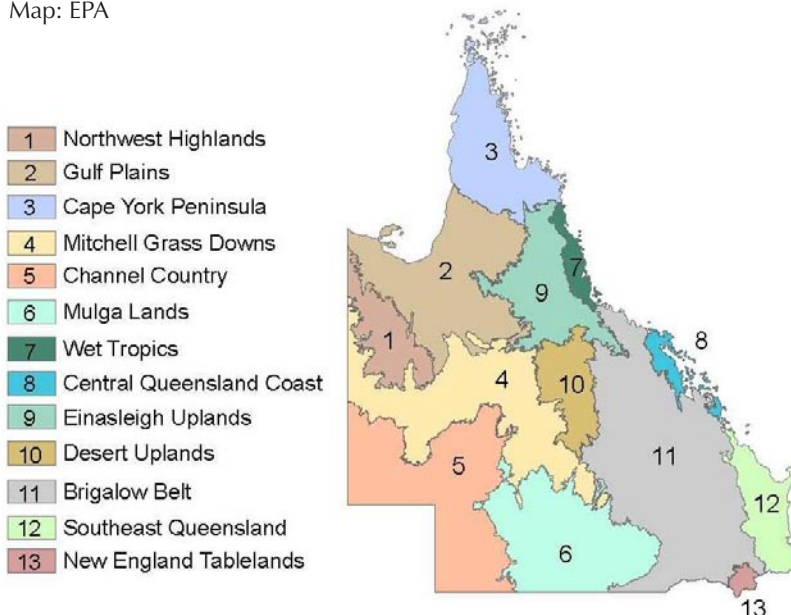 Map: EPA
1 Northwest Highlands
2 Gulf Plains
3 Cape York Peninsula
4 Mitchell Grass Downs
5 Channel Country
6 Mulga Lands
7 Wet Tropics
8 Central Queensland Coast
9 Einasleigh Uplands
10 Desert Uplands
11 Brigalow Belt
12 Southeast Queensland
13 New England Tablelands
3
2
7
9
1
8
4
10
5
11
12
6
13